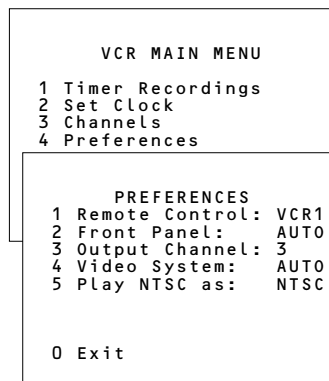 VCR MAIN MENU
1 Timer Recordings
2 Set Clock
3 Channels
4 Preferences
PREFERENCES
1 Remote Control: VCR1
2 Front Panel: AUTO
3 Output Channel: 3
4 Video System: AUTO
5 Play NTSC as: NTSC
0 Exit